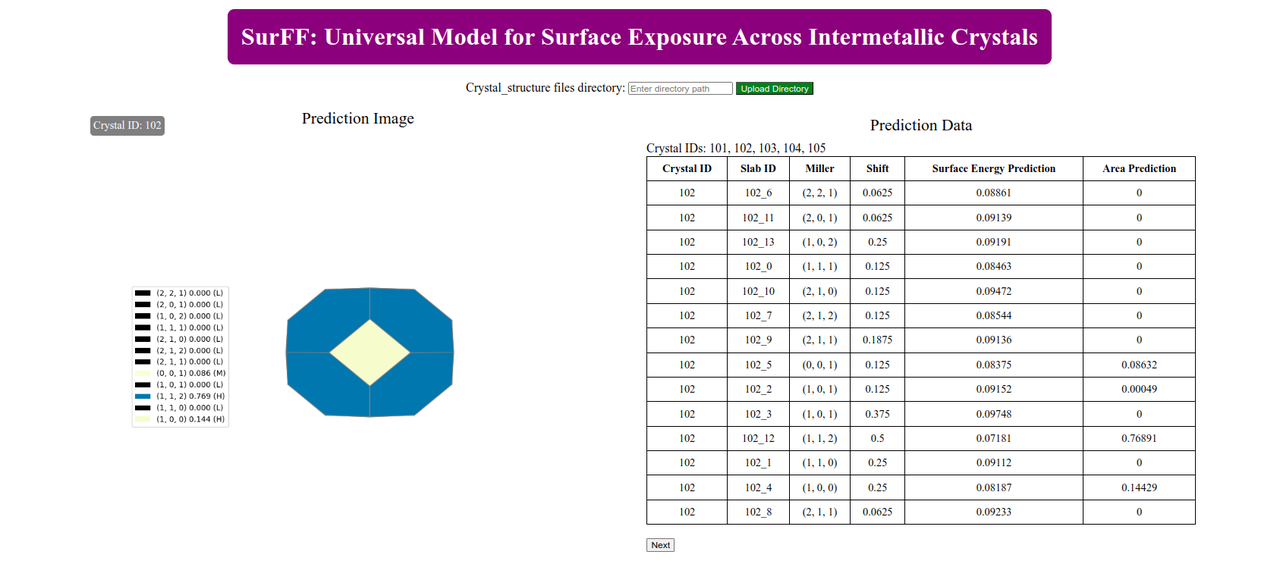 SurFF: Universal Model for Surface Exposure Across Intermetallic Crystals
Crystal_structure files directory: Enter directory path Upload Directory
Crystal ID: 102
Prediction Image
(2, 2, 1) 0.000 (L)
(2, 0, 1) 0.000 (L)
(1, 0, 2) 0.000 (L)
(1, 1, 1) 0.000 (L)
(2, 1, 0) 0.000 (L)
(2, 1, 2) 0.000 (L)
(2, 1, 1) 0.000 (L)
(0, 0, 1) 0.086 (M)
(1, 0, 1) 0.000 (L)
(1, 1, 2) 0.769 (H)
(1, 1, 0) 0.000 (L)
(1, 0, 0) 0.144 (H)
Prediction Data
Crystal IDs: 101, 102, 103, 104, 105
Crystal ID Slab ID Miller Shift Surface Energy Prediction Area Prediction
102 102_6 (2, 2, 1) 0.0625 0.08861 0
102 102_11 (2, 0, 1) 0.0625 0.09139 0
102 102_13 (1, 0, 2) 0.25 0.09191 0
102 102_0 (1, 1, 1) 0.125 0.08463 0
102 102_10 (2, 1, 0) 0.125 0.09472 0
102 102_7 (2, 1, 2) 0.125 0.08544 0
102 102_9 (2, 1, 1) 0.1875 0.09136 0
102 102_5 (0, 0, 1) 0.125 0.08375 0.08632
102 102_2 (1, 0, 1) 0.125 0.09152 0.00049
102 102_3 (1, 0, 1) 0.375 0.09748 0
102 102_12 (1, 1, 2) 0.5 0.07181 0.76891
102 102_1 (1, 1, 0) 0.25 0.09112 0
102 102_4 (1, 0, 0) 0.25 0.08187 0.14429
102 102_8 (2, 1, 1) 0.0625 0.09233 0
Next